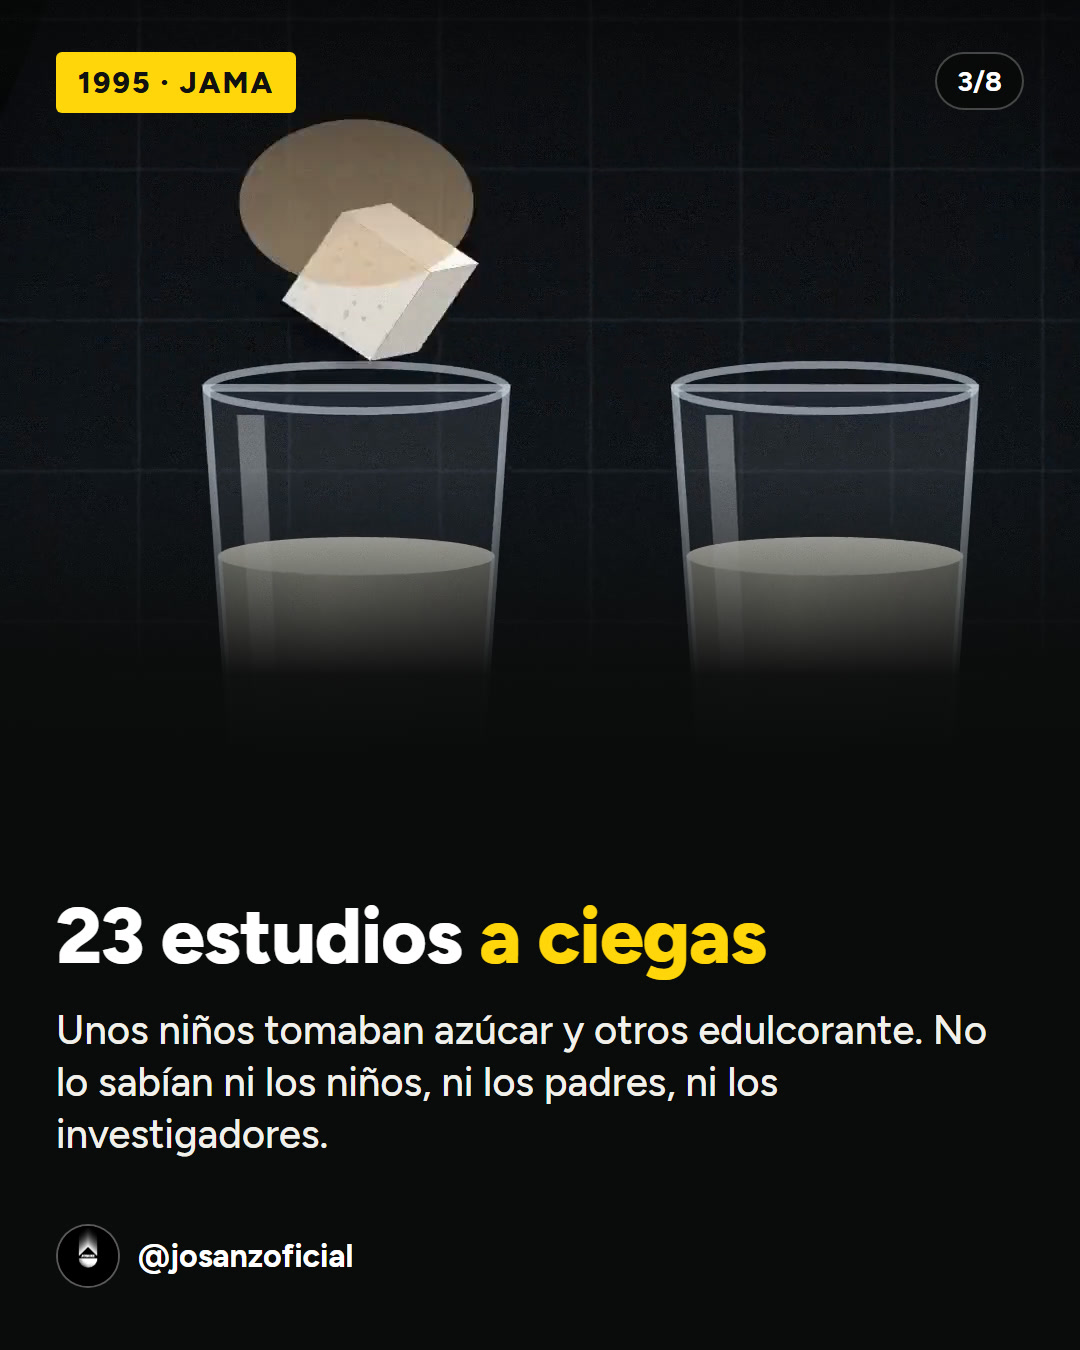 1995 · JAMA
3/8
23 estudios a ciegas
Unos niños tomaban azúcar y otros edulcorante. No
lo sabían ni los niños, ni los padres, ni los
investigadores.
@josanzoficial